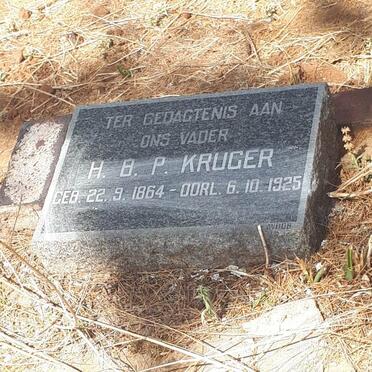 TER GEDAGTENIS AAN
ONS VADER
H. B. P. KRUGER
GEB. 22. 9. 1864 - OORL. 6. 10. 1925